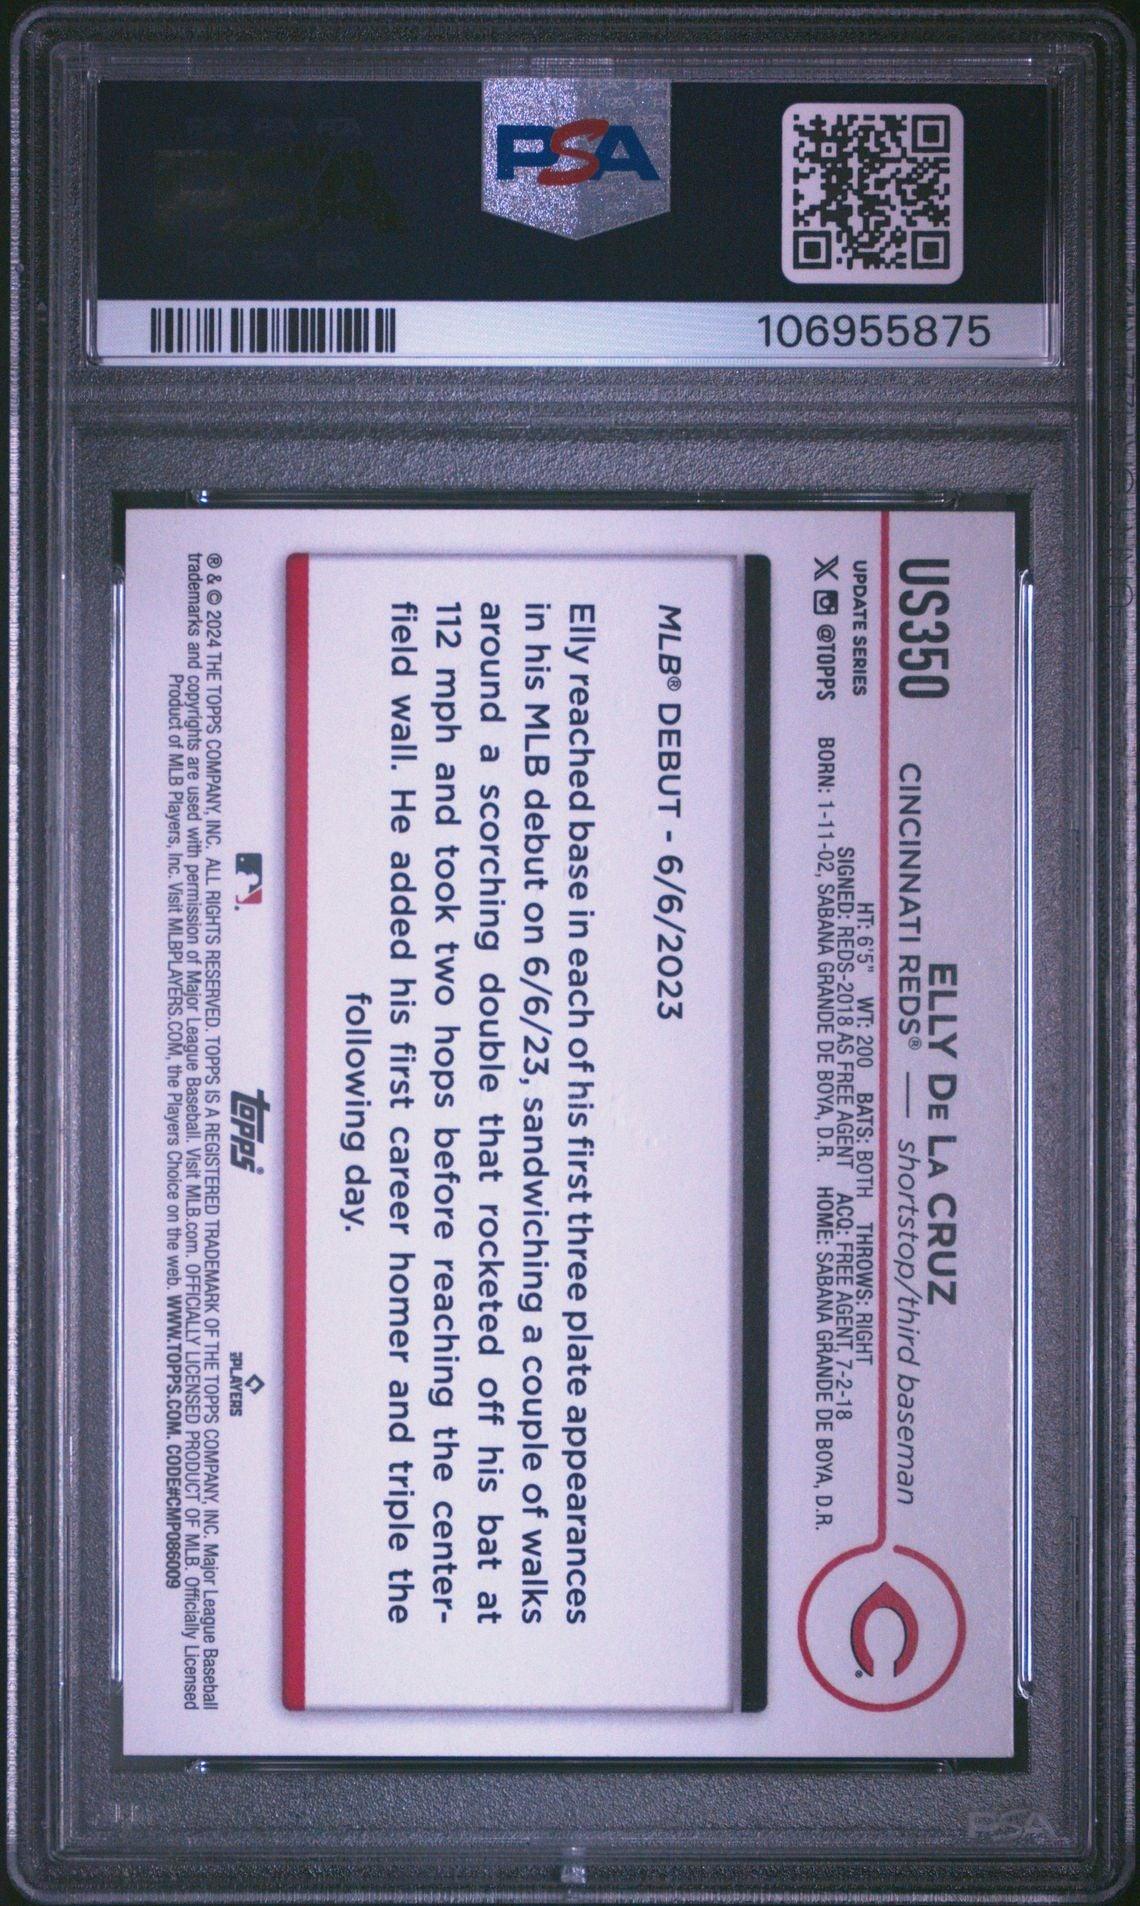 PSA
106955875
US350
ELLY DE LA CRUZ
CINCINNATI REDS® — shortstop/third baseman
UPDATE SERIES
HT: 6'5" WT: 200 BATS: BOTH THROWS: RIGHT
SIGNED: REDS-2018 AS FREE AGENT ACQ: FREE AGENT, 7-2-18
X @TOPPS BORN: 1-11-02, SABANA GRANDE DE BOYA, D.R. HOME: SABANA GRANDE DE BOYA, D.R.
C
MLB® DEBUT - 6/6/2023
Elly reached base in each of his first three plate appearances
in his MLB debut on 6/6/23, sandwiching a couple of walks
around a scorching double that rocketed off his bat at
112 mph and took two hops before reaching the center-
field wall. He added his first career homer and triple the
following day.
topps®
PLAYERS
® & © 2024 THE TOPPS COMPANY, INC. ALL RIGHTS RESERVED. TOPPS IS A REGISTERED TRADEMARK OF THE TOPPS COMPANY, INC. Major League Baseball
trademarks and copyrights are used with permission of Major League Baseball. Visit MLB.com. OFFICIALLY LICENSED PRODUCT OF MLB. Officially Licensed
Product of MLB Players, Inc. Visit MLBPLAYERS.COM, the Players Choice on the web. WWW.TOPPS.COM. CODE#CMP086009
PSA